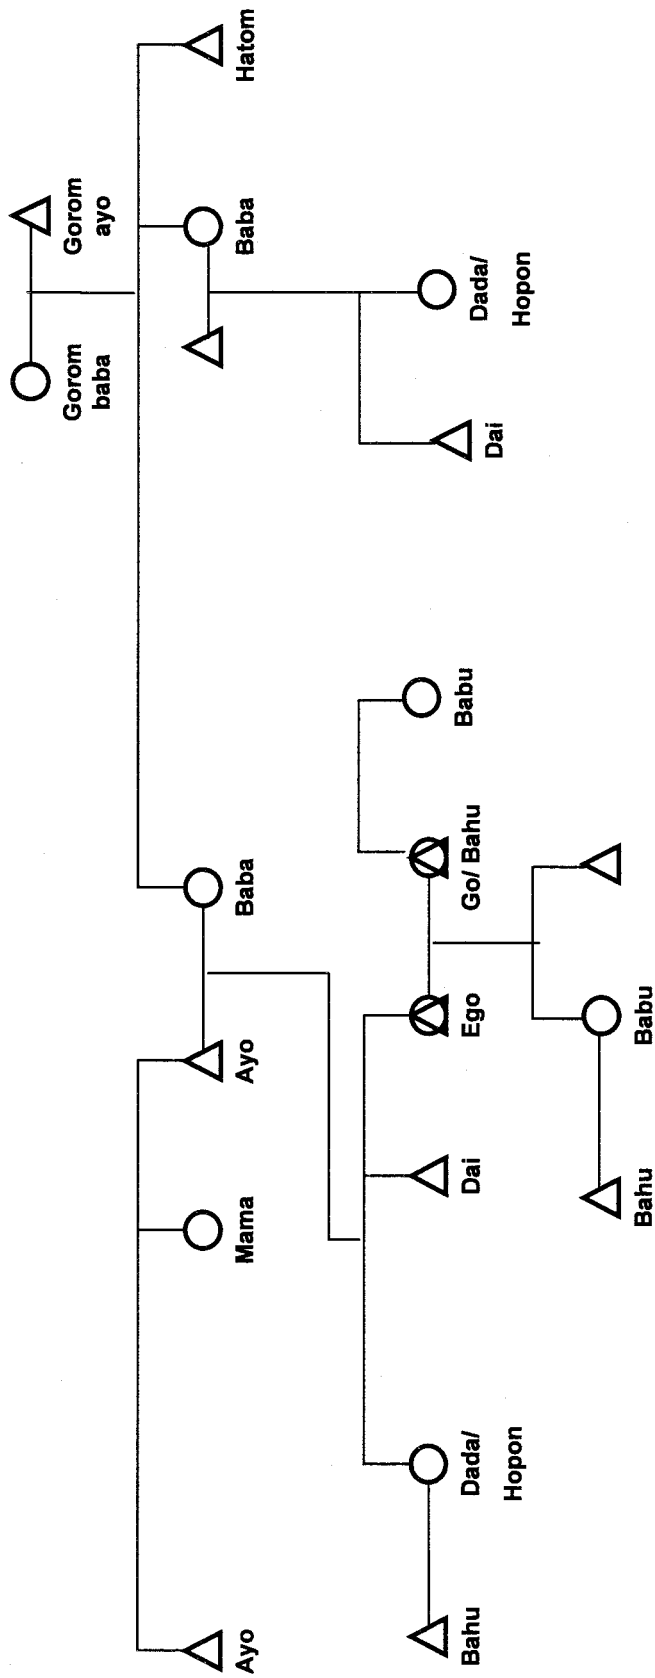 Gorom
baba
Gorom
ayo
Ayo
Mama
Ayo
Baba
Baba
Hatom
Bahu
Dada/
Hopon
Dai
Ego
Go/ Bahu
Babu
Dai
Dada/
Hopon
Bahu
Babu